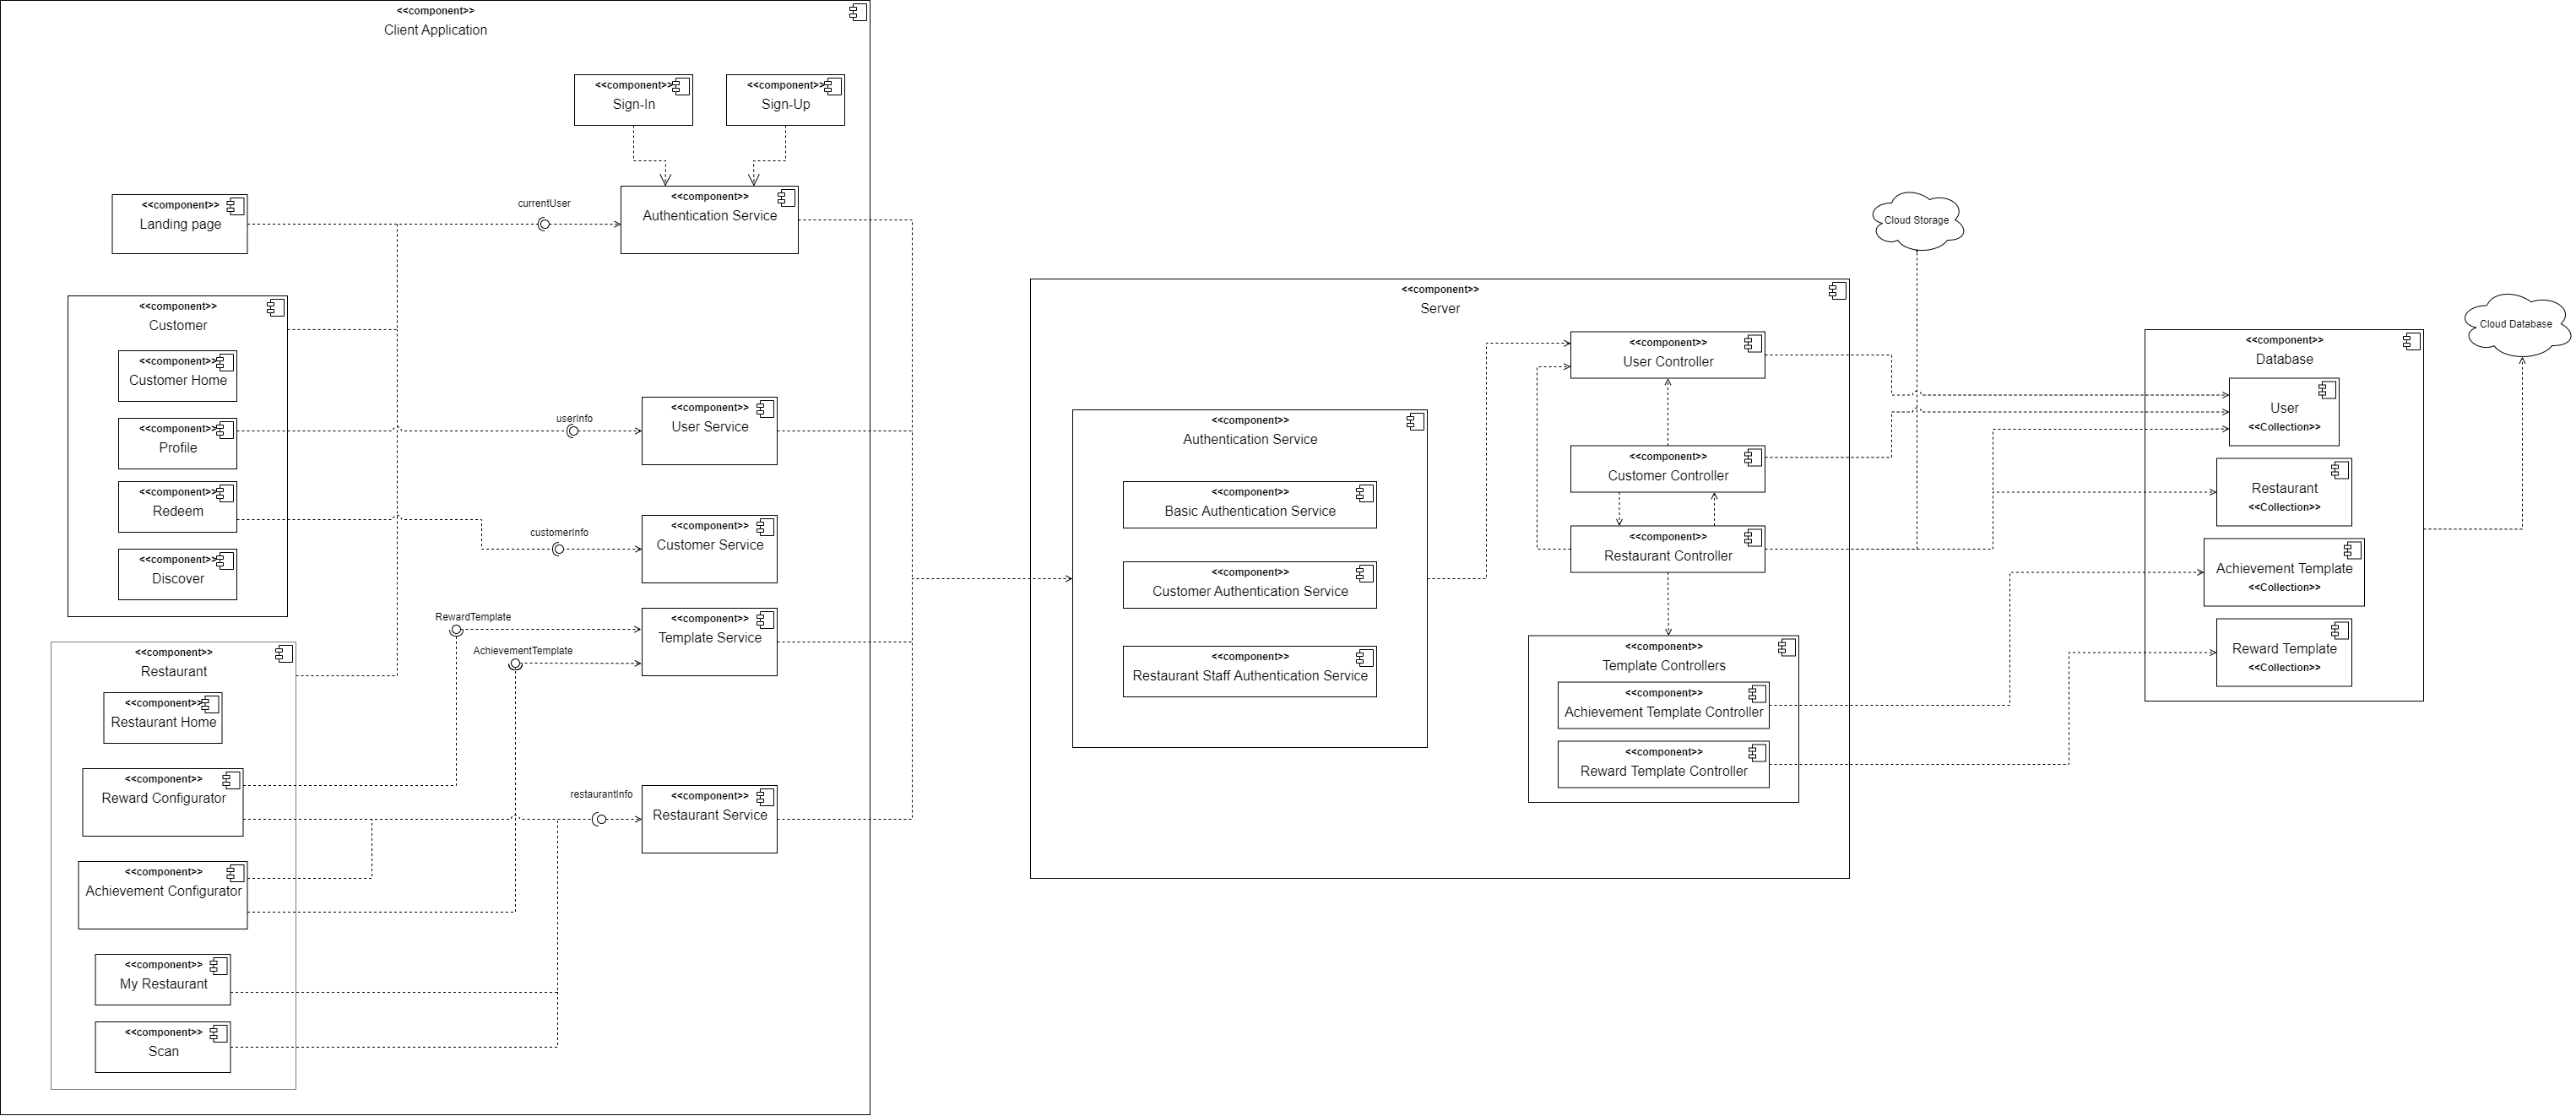 <<component>>
Client Application
<<component>>
Sign-In
<<component>>
Sign-Up
<<component>>
Landing page
currentUser
<<component>>
Authentication Service
<<component>>
Customer
<<component>>
Customer Home
<<component>>
Profile
<<component>>
Redeem
<<component>>
Discover
userInfo
<<component>>
User Service
customerInfo
<<component>>
Customer Service
RewardTemplate
AchievementTemplate
<<component>>
Template Service
<<component>>
Restaurant
<<component>>
Restaurant Home
<<component>>
Reward Configurator
<<component>>
Achievement Configurator
<<component>>
My Restaurant
<<component>>
Scan
restaurantInfo
<<component>>
Restaurant Service
<<component>>
Server
<<component>>
Authentication Service
<<component>>
Basic Authentication Service
<<component>>
Customer Authentication Service
<<component>>
Restaurant Staff Authentication Service
<<component>>
User Controller
<<component>>
Customer Controller
<<component>>
Restaurant Controller
<<component>>
Template Controllers
<<component>>
Achievement Template Controller
<<component>>
Reward Template Controller
Cloud Storage
<<component>>
Database
User
<<Collection>>
Restaurant
<<Collection>>
Achievement Template
<<Collection>>
Reward Template
<<Collection>>
Cloud Database